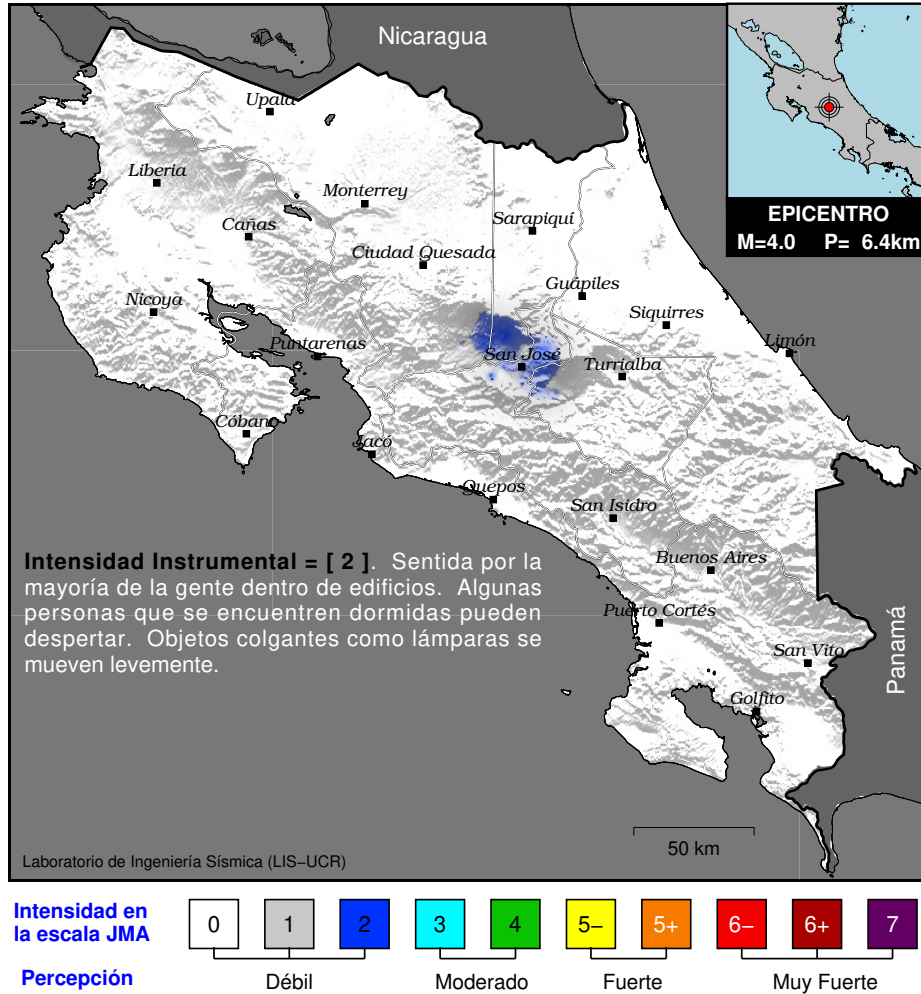 Nicaragua
Upala
Liberia
Monterrey
Cañas
Sarapiquí
Ciudad Quesada
Guápiles
Nicoya
Siquirres
Puntarenas
San José
Limón
Turrialba
Cóbano
Jacó
Quepos
San Isidro
Buenos Aires
Puerto Cortés
San Vito
Golfito
Panamá
EPICENTRO
M=4.0 P= 6.4km
Intensidad Instrumental = [ 2 ]. Sentida por la
mayoría de la gente dentro de edificios. Algunas
personas que se encuentren dormidas pueden
despertar. Objetos colgantes como lámparas se
mueven levemente.
50 km
Laboratorio de Ingeniería Sísmica (LIS−UCR)
Intensidad en
la escala JMA
0 1 2 3 4 5− 5+ 6− 6+ 7
Percepción
Débil Moderado Fuerte Muy Fuerte